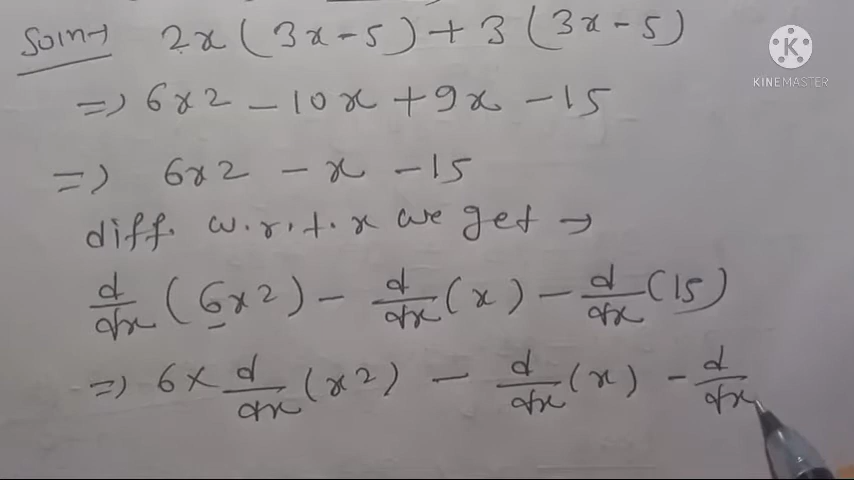 Soln→ 2x (3x-5) + 3 (3x-5)
K
KINEMASTER
=> 6x2 - 10x + 9x - 15
=> 6x2 - x - 15
diff. w.r.t. x we get →
d/dx (6x2) - d/dx (x) - d/dx (15)
=> 6 × d/dx (x2) - d/dx (x) - d/dx